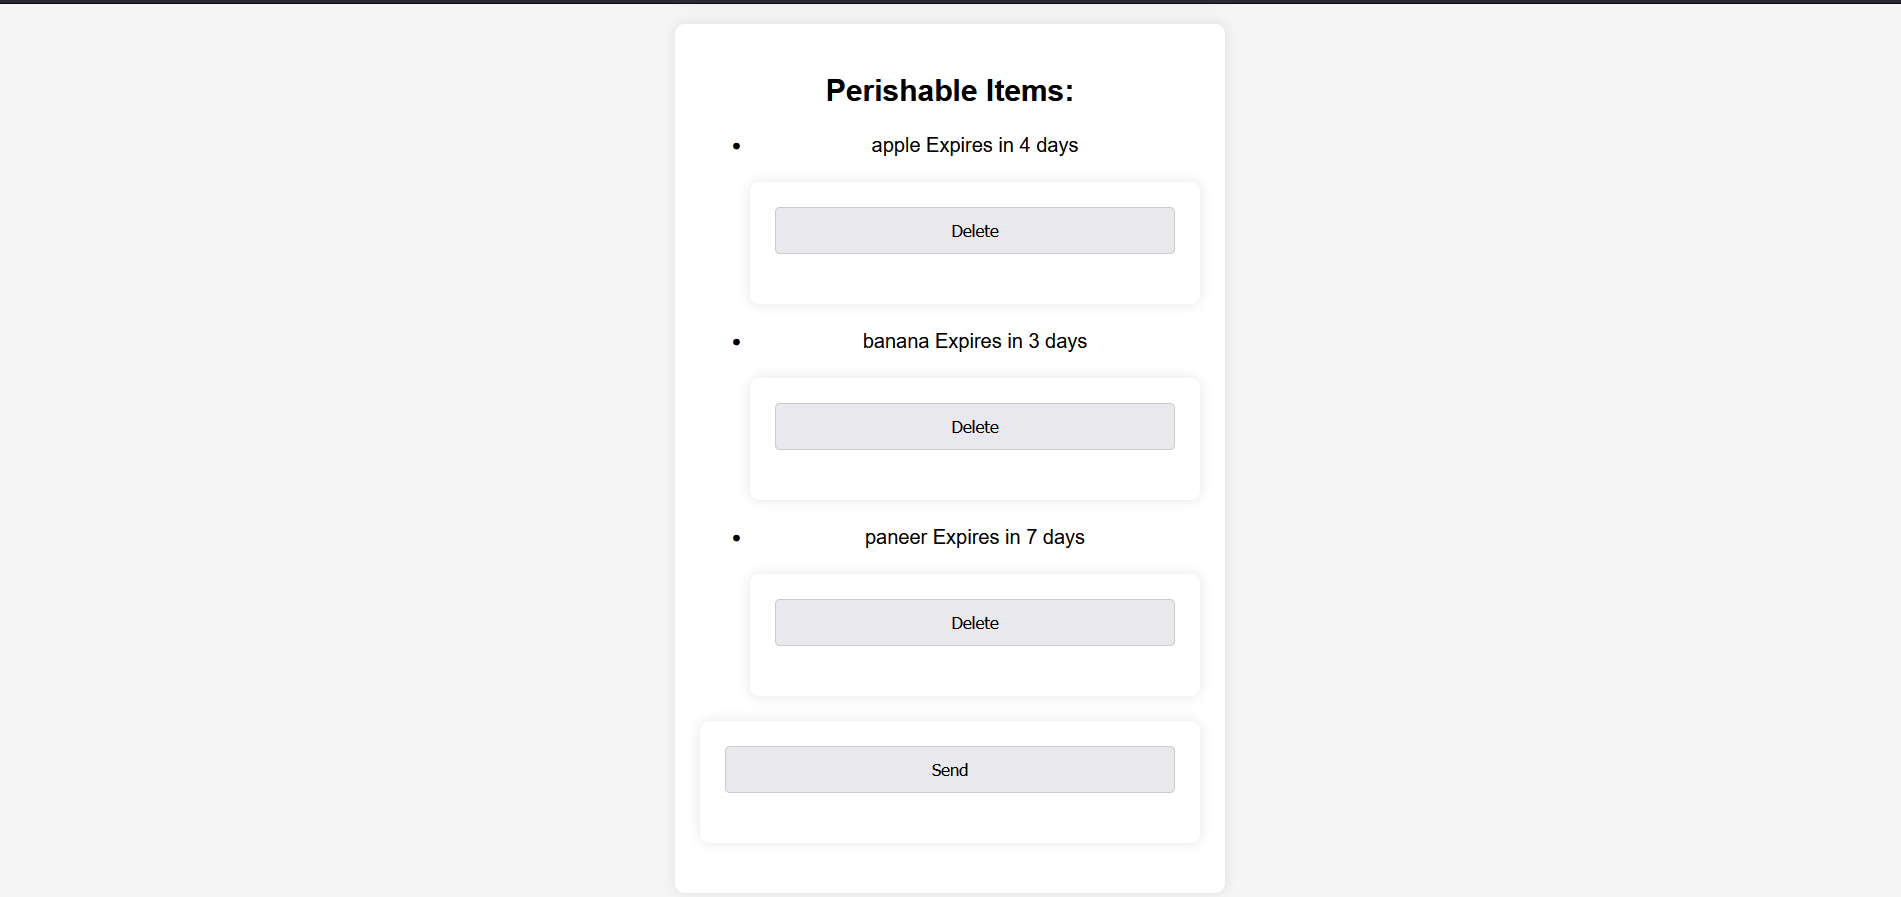 Perishable Items:
apple Expires in 4 days
Delete
banana Expires in 3 days
Delete
paneer Expires in 7 days
Delete
Send